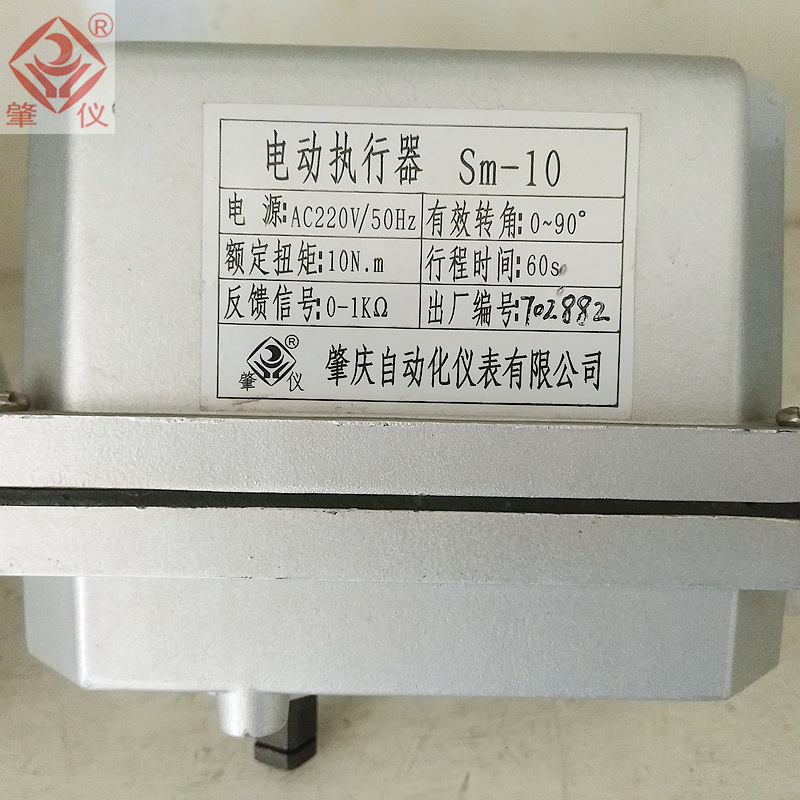 ®
肇 仪
电动执行器 Sm-10
电 源:AC220V/50Hz 有效转角:0~90°
额定扭矩:10N.m 行程时间:60s
反馈信号:0-1KΩ 出厂编号:702882
®
肇 仪 肇庆自动化仪表有限公司